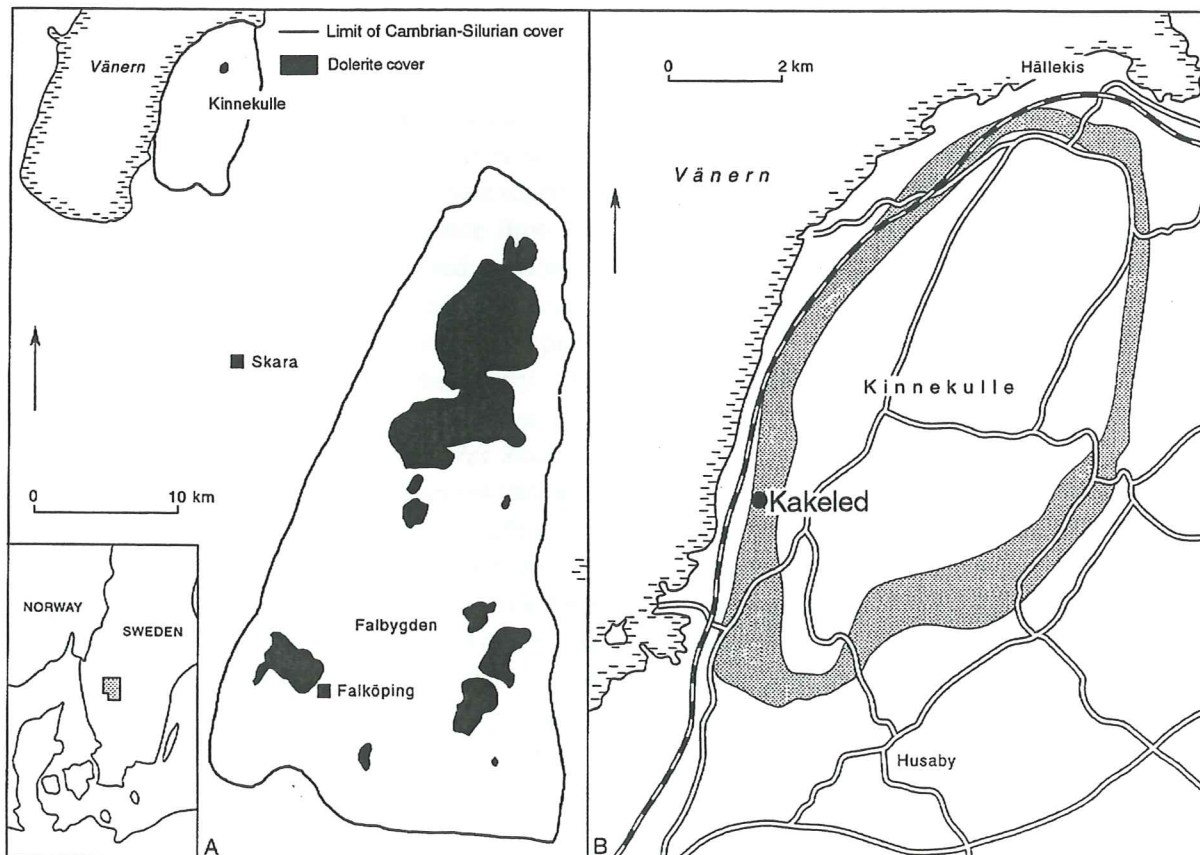 Limit of Cambrian-Silurian cover
Dolerite cover
Vänern
Kinnekulle
Skara
0 10 km
Falbygden
Falköping
NORWAY
SWEDEN
A
0 2 km
Hällekis
Vänern
Kinnekulle
Kakeled
Husaby
B